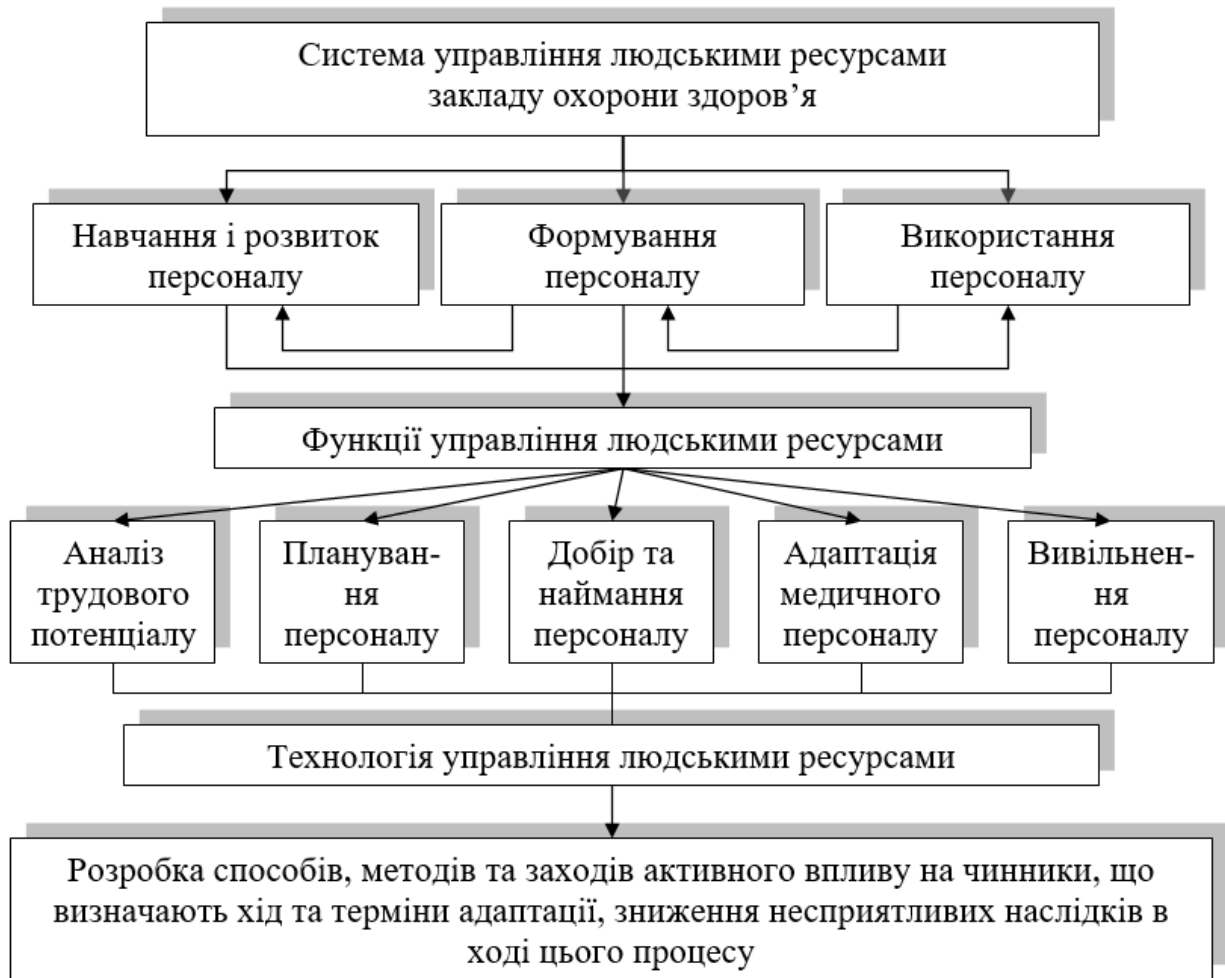 Система управління людськими ресурсами
закладу охорони здоров’я
Навчання і розвиток
персоналу
Формування
персоналу
Використання
персоналу
Функції управління людськими ресурсами
Аналіз
трудового
потенціалу
Плануван-
ня
персоналу
Добір та
наймання
персоналу
Адаптація
медичного
персоналу
Вивільнен-
ня
персоналу
Технологія управління людськими ресурсами
Розробка способів, методів та заходів активного впливу на чинники, що
визначають хід та терміни адаптації, зниження несприятливих наслідків в
ході цього процесу